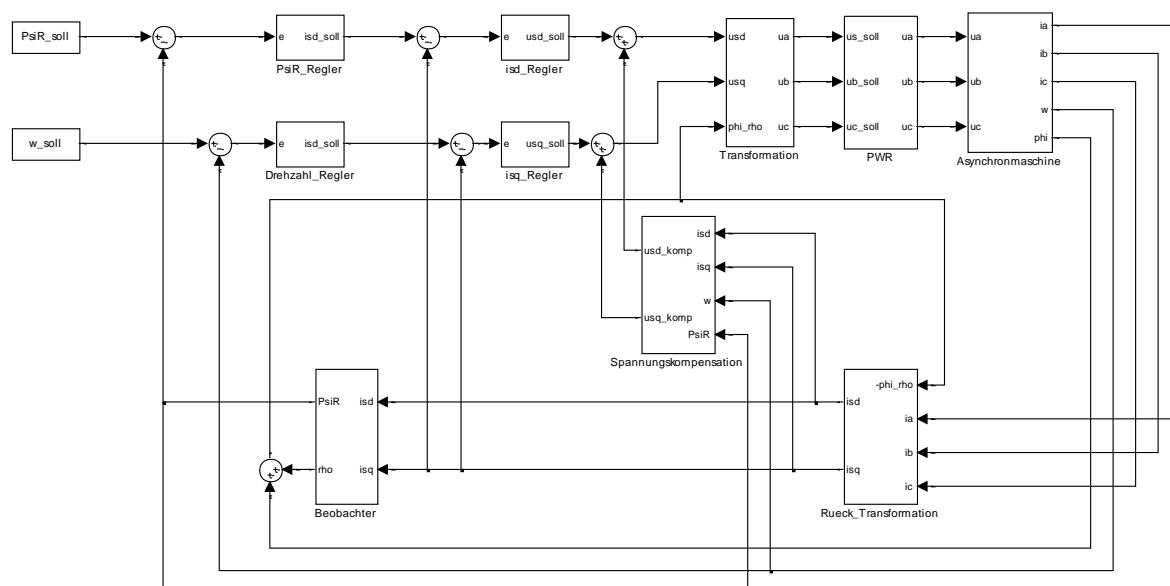 PsiR_soll
e isd_soll
PsiR_Regler
e usd_soll
isd_Regler
w_soll
e isd_soll
Drehzahl_Regler
e usq_soll
isq_Regler
usd ua
usq ub
phi_rho uc
Transformation
us_soll ua
ub_soll ub
uc_soll uc
PWR
ua ia
ib
ub ic
w
uc phi
Asynchronmaschine
isd
usd_komp
isq
w
usq_komp
PsiR
Spannungskompensation
PsiR isd
rho isq
Beobachter
-phi_rho
isd
ia
ib
isq
ic
Rueck_Transformation